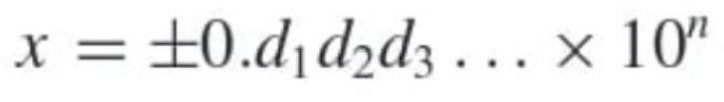 x = ±0.d₁d₂d₃ . . . × 10ⁿ